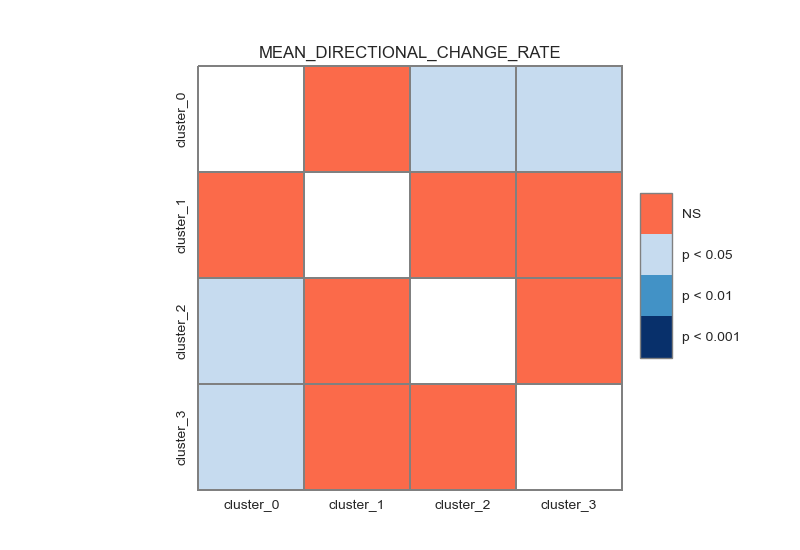 MEAN_DIRECTIONAL_CHANGE_RATE
cluster_0
cluster_1
cluster_2
cluster_3
NS
p < 0.05
p < 0.01
p < 0.001
cluster_0
cluster_1
cluster_2
cluster_3